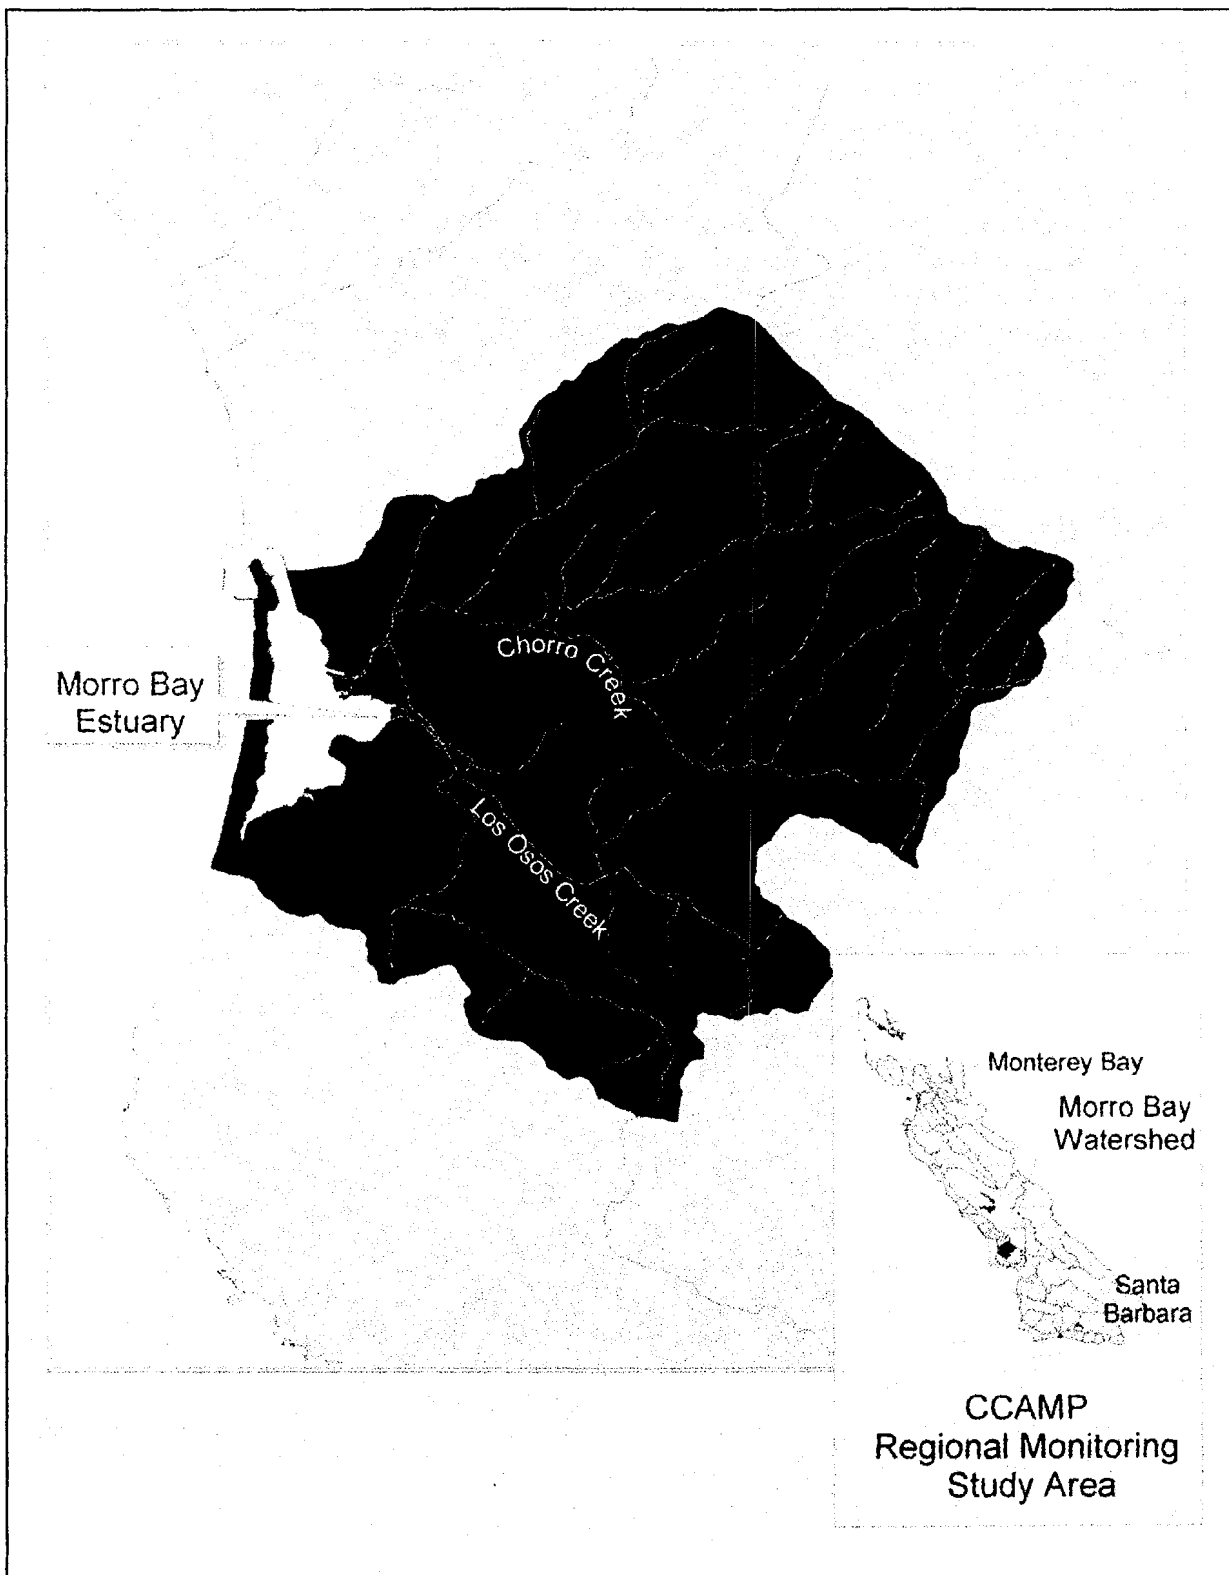 Chorro Creek
Morro Bay
Estuary
Los Osos Creek
Monterey Bay
Morro Bay
Watershed
Santa
Barbara
CCAMP
Regional Monitoring
Study Area